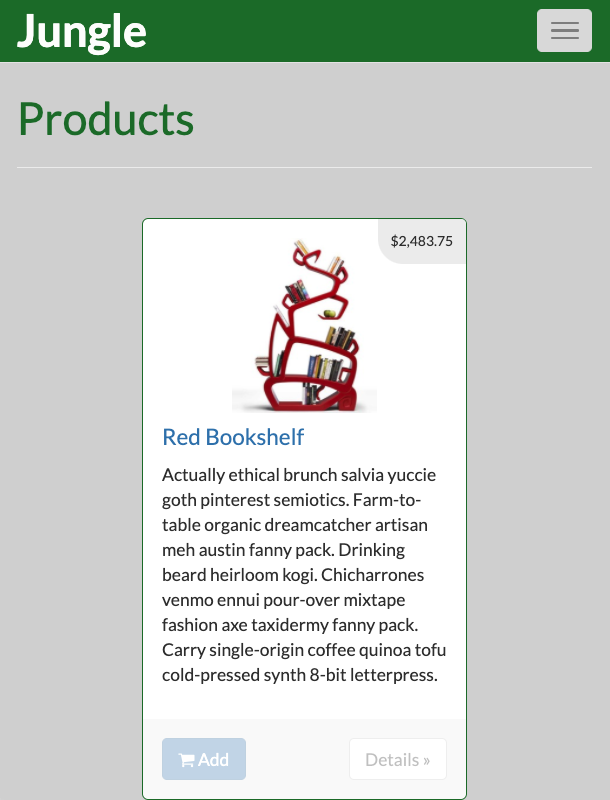 Jungle
Products
$2,483.75
Red Bookshelf
Actually ethical brunch salvia yuccie
goth pinterest semiotics. Farm-to-
table organic dreamcatcher artisan
meh austin fanny pack. Drinking
beard heirloom kogi. Chicharrones
venmo ennui pour-over mixtape
fashion axe taxidermy fanny pack.
Carry single-origin coffee quinoa tofu
cold-pressed synth 8-bit letterpress.
Add
Details »